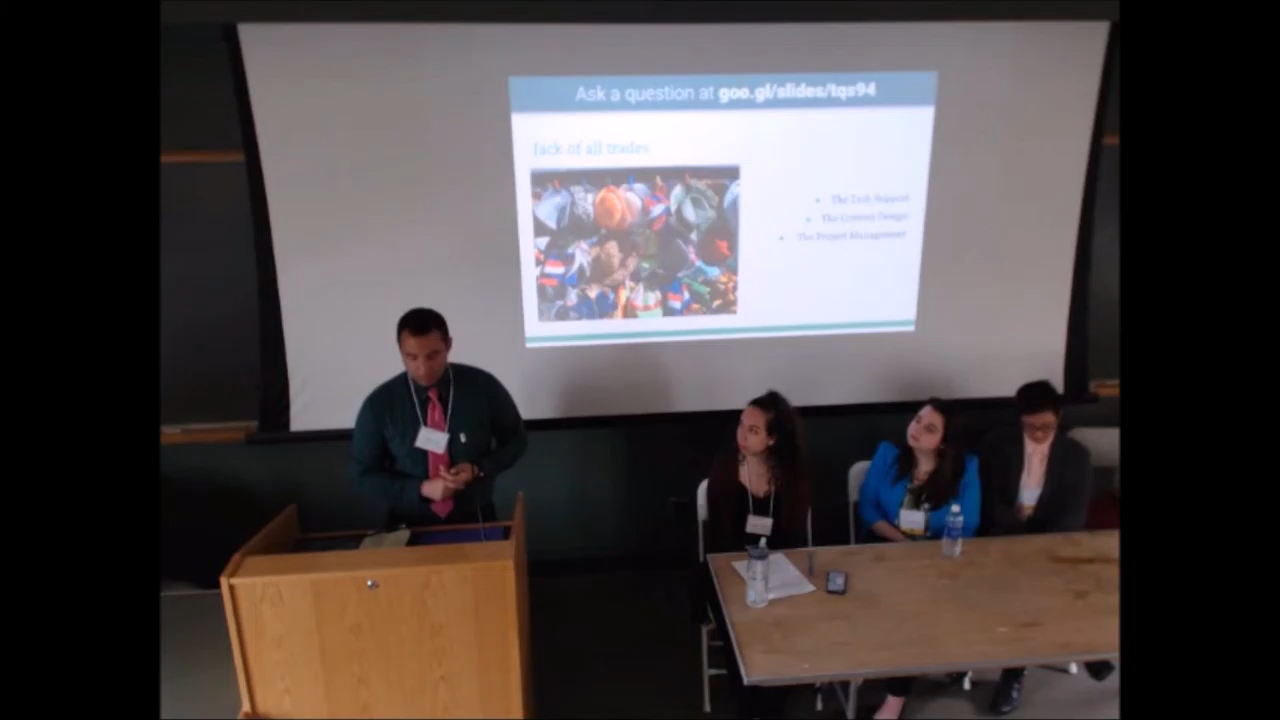 Ask a question at goo.gl/slides/tqs94
Jack of all trades
The Tech Support
The Content Design
The Project Management